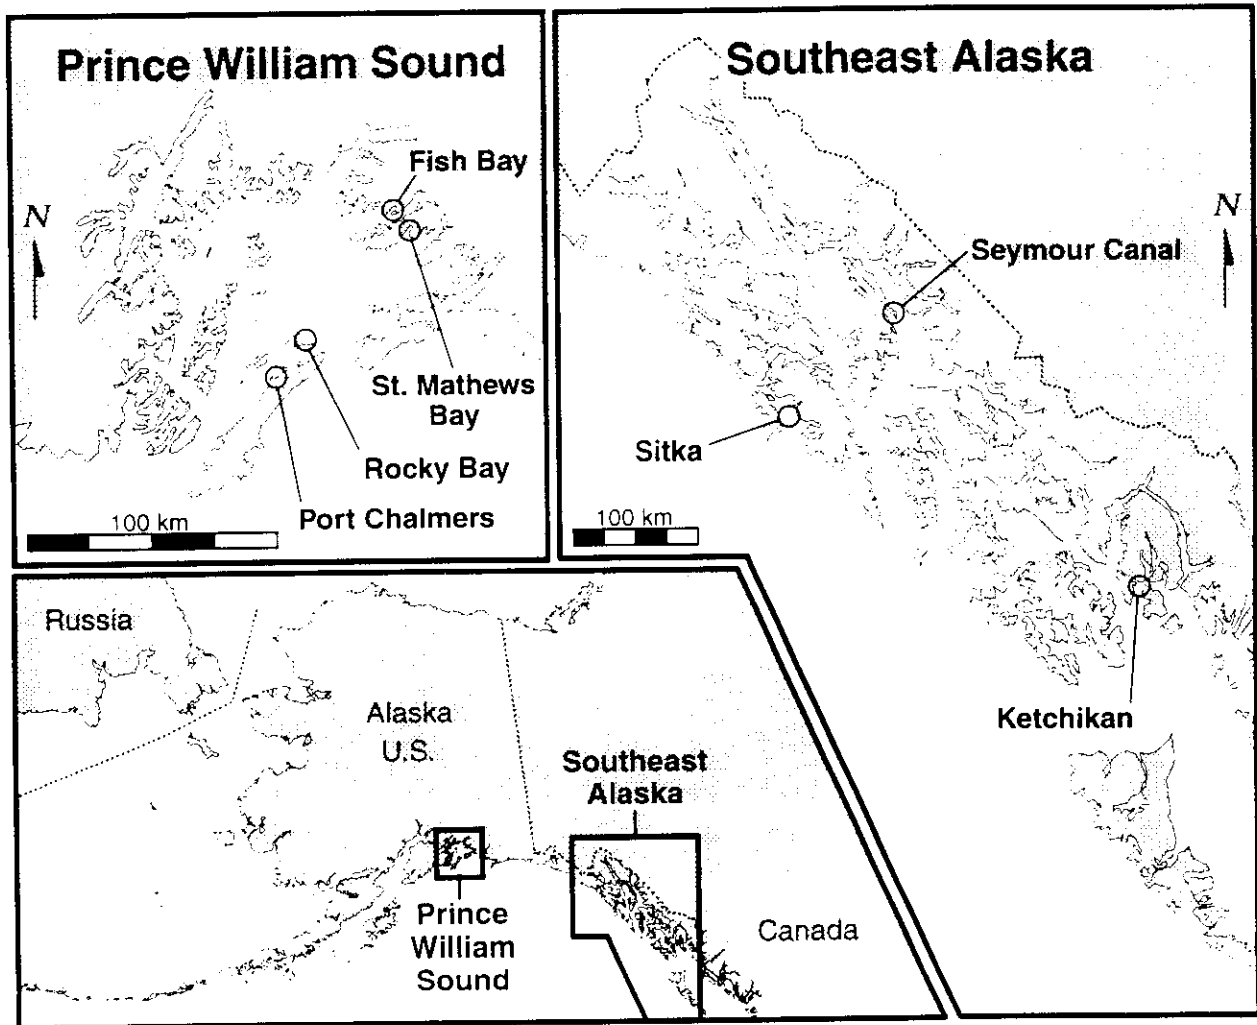 Prince William Sound
Fish Bay
N
St. Mathews
Bay
Rocky Bay
Port Chalmers
100 km
Southeast Alaska
N
Seymour Canal
Sitka
100 km
Ketchikan
Russia
Alaska
U.S.
Southeast
Alaska
Prince
William
Sound
Canada